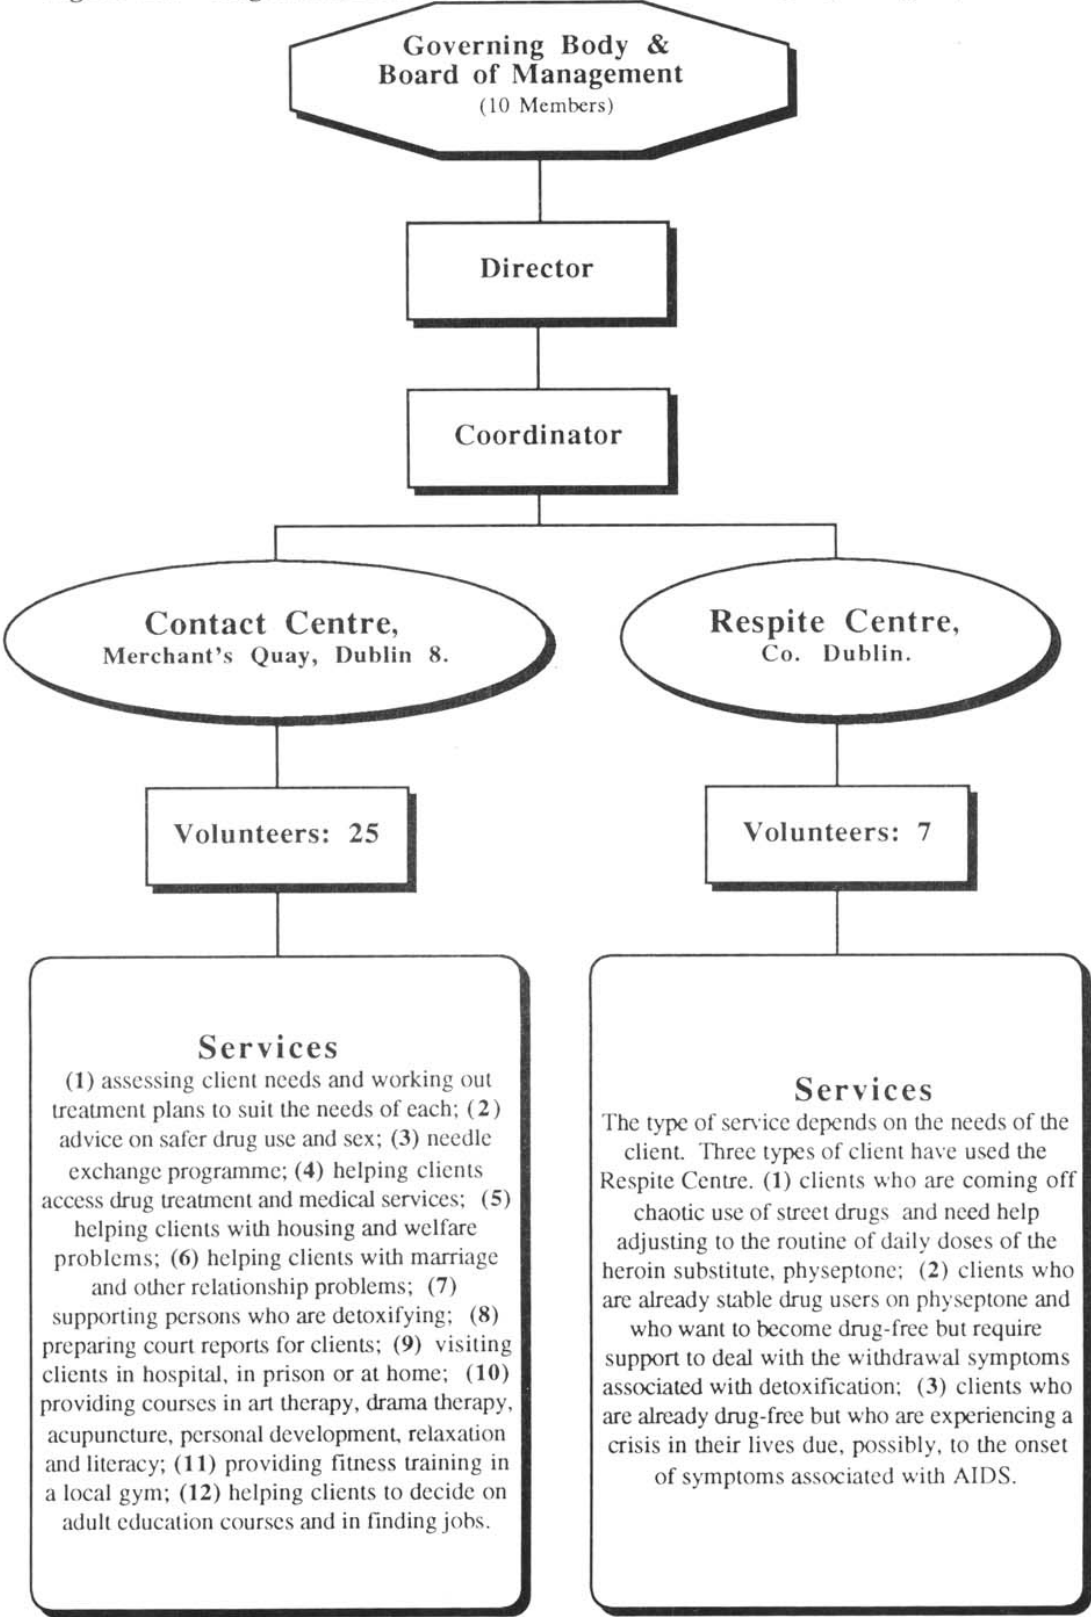 Governing Body &
Board of Management
(10 Members)
Director
Coordinator
Contact Centre,
Merchant's Quay, Dublin 8.
Respite Centre,
Co. Dublin.
Volunteers: 25
Volunteers: 7
Services
(1) assessing client needs and working out
treatment plans to suit the needs of each; (2)
advice on safer drug use and sex; (3) needle
exchange programme; (4) helping clients
access drug treatment and medical services; (5)
helping clients with housing and welfare
problems; (6) helping clients with marriage
and other relationship problems; (7)
supporting persons who are detoxifying; (8)
preparing court reports for clients; (9) visiting
clients in hospital, in prison or at home; (10)
providing courses in art therapy, drama therapy,
acupuncture, personal development, relaxation
and literacy; (11) providing fitness training in
a local gym; (12) helping clients to decide on
adult education courses and in finding jobs.
Services
The type of service depends on the needs of the
client. Three types of client have used the
Respite Centre. (1) clients who are coming off
chaotic use of street drugs and need help
adjusting to the routine of daily doses of the
heroin substitute, physeptone; (2) clients who
are already stable drug users on physeptone and
who want to become drug-free but require
support to deal with the withdrawal symptoms
associated with detoxification; (3) clients who
are already drug-free but who are experiencing a
crisis in their lives due, possibly, to the onset
of symptoms associated with AIDS.